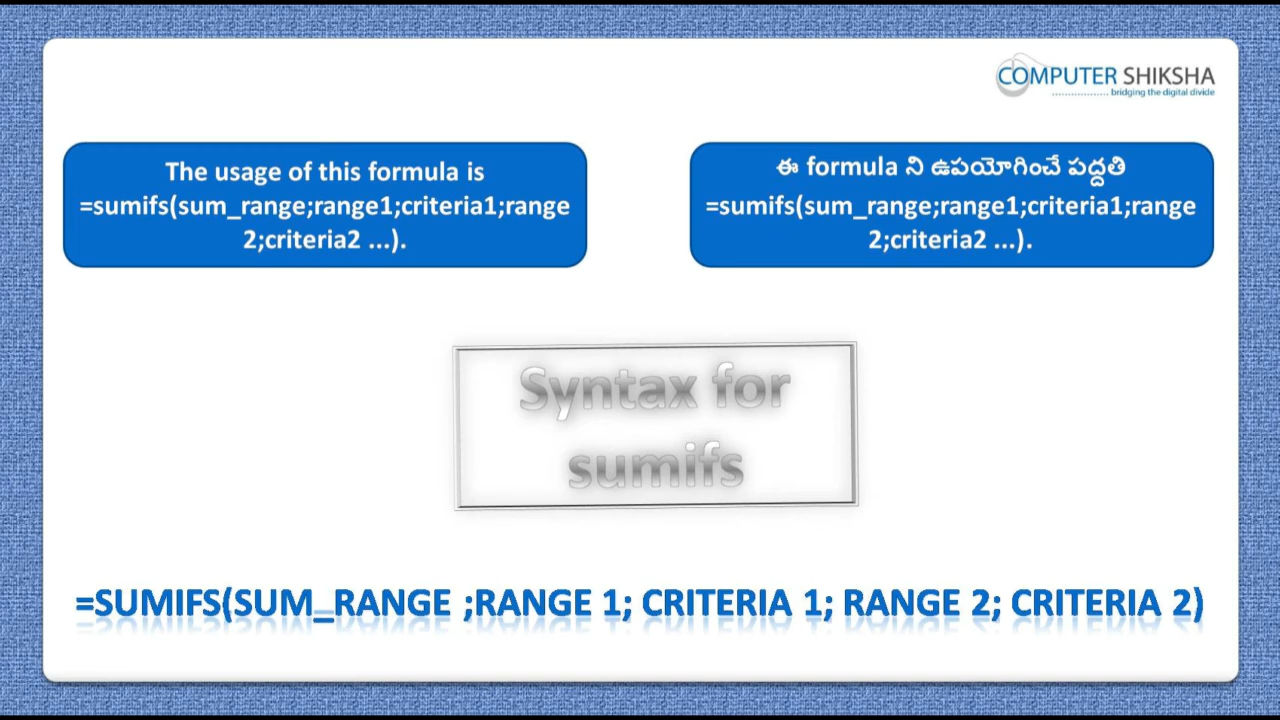 COMPUTER SHIKSHA
bridging the digital divide
The usage of this formula is
=sumifs(sum_range;range1;criteria1;range
2;criteria2 ...).
ఈ formula ని ఉపయోగించే పద్దతి
=sumifs(sum_range;range1;criteria1;range
2;criteria2 ...).
Syntax for
sumifs
=SUMIFS(SUM_RANGE ;RANGE 1; CRITERIA 1; RANGE 2; CRITERIA 2)